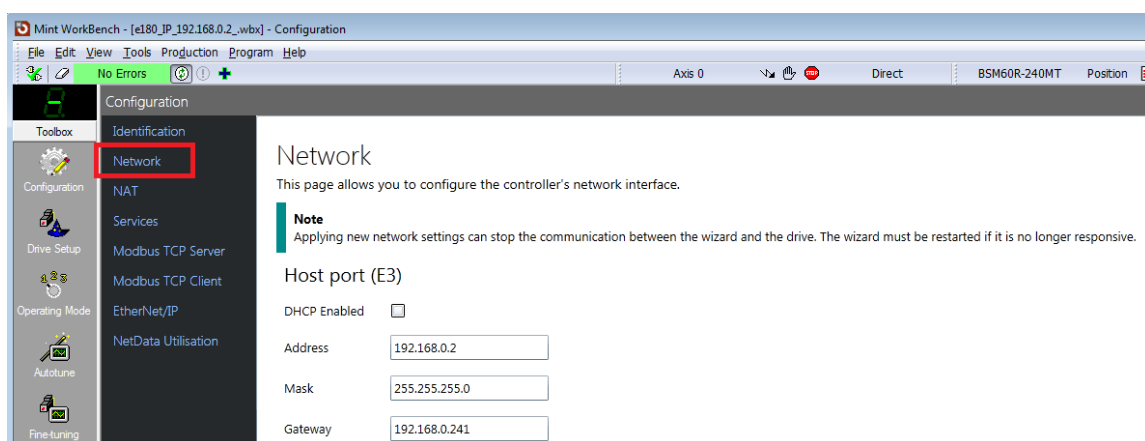 Mint WorkBench - [e180_IP_192.168.0.2_.wbx] - Configuration
File Edit View Tools Production Program Help
No Errors Axis 0 STOP Direct BSM60R-240MT Position
Configuration
Toolbox
Identification
Network
Configuration
NAT
Services
Drive Setup
Modbus TCP Server
Modbus TCP Client
Operating Mode
EtherNet/IP
NetData Utilisation
Autotune
Fine-tuning
Network
This page allows you to configure the controller's network interface.
Note
Applying new network settings can stop the communication between the wizard and the drive. The wizard must be restarted if it is no longer responsive.
Host port (E3)
DHCP Enabled
Address 192.168.0.2
Mask 255.255.255.0
Gateway 192.168.0.241